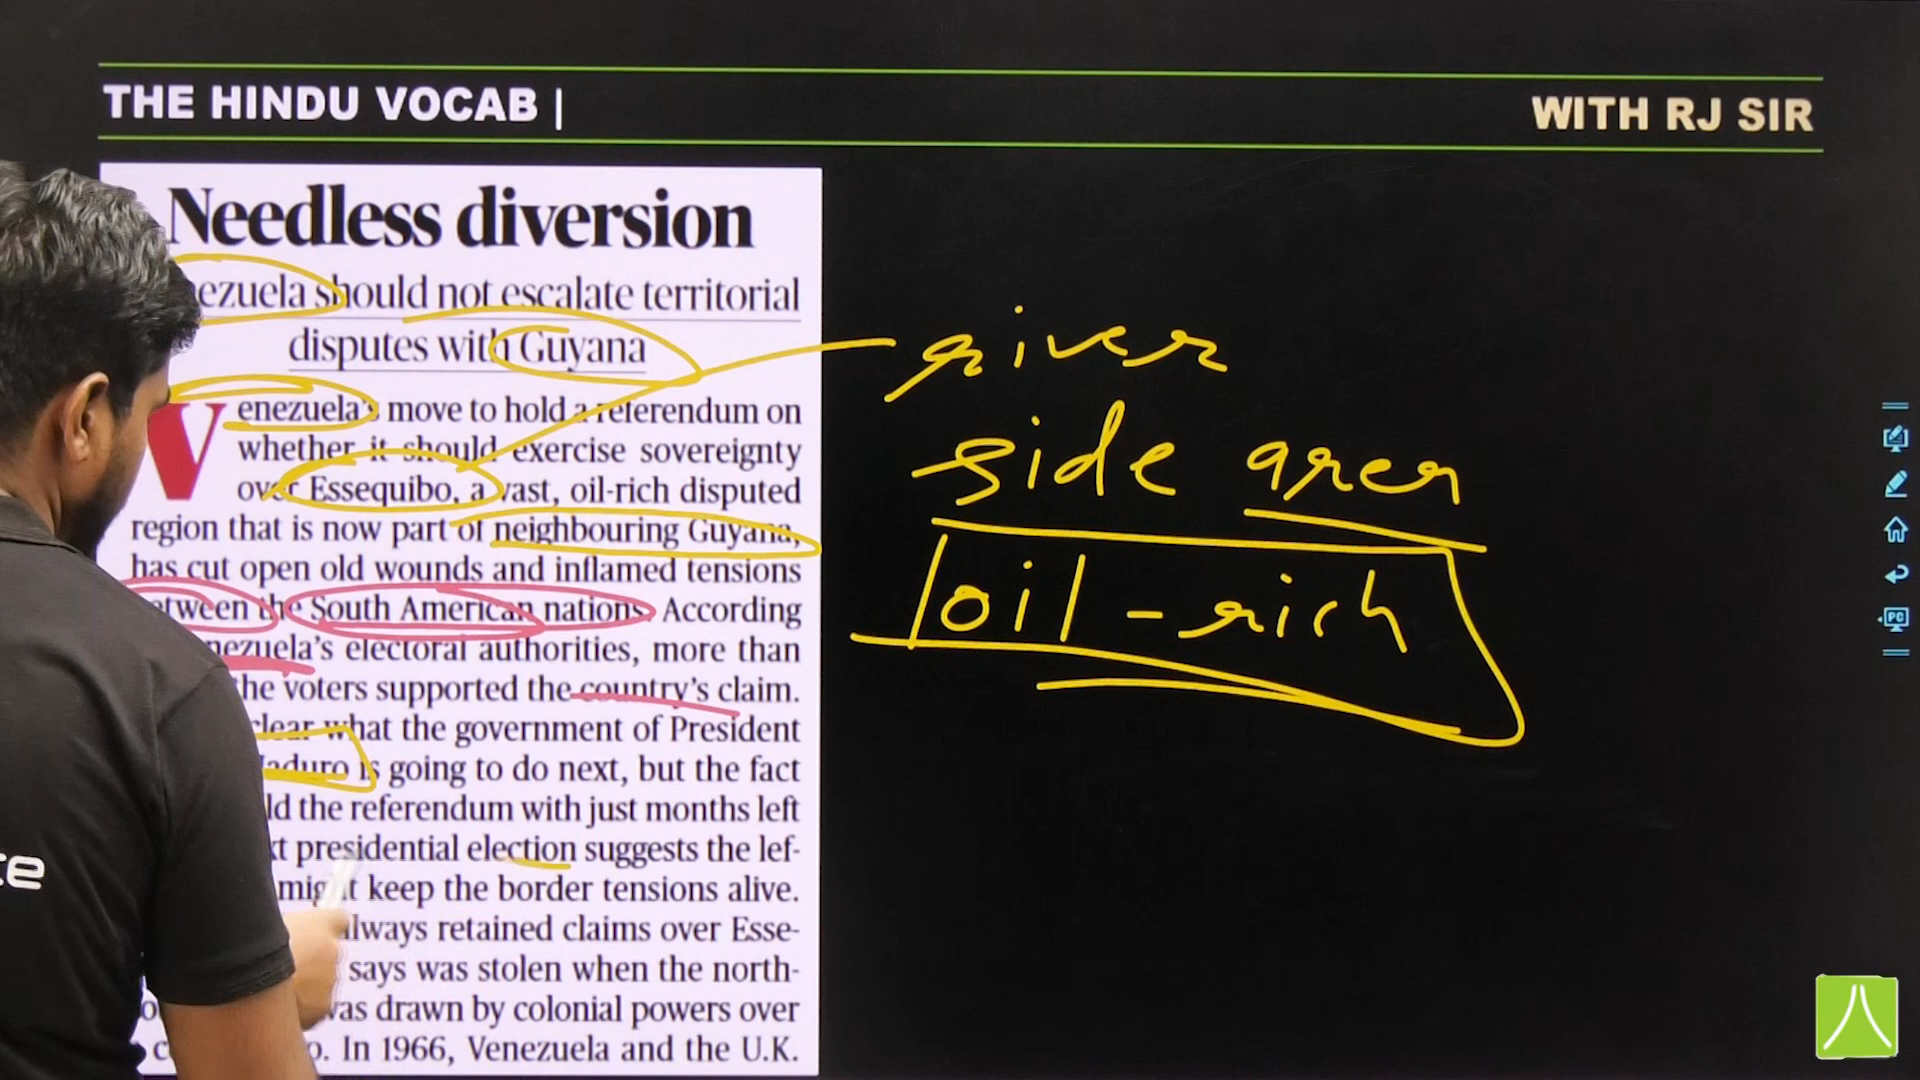 THE HINDU VOCAB |
WITH RJ SIR
Needless diversion
ezuela should not escalate territorial
disputes with Guyana
Venezuela's move to hold a referendum on
whether it should exercise sovereignty
over Essequibo, a vast, oil-rich disputed
region that is now part of neighbouring Guyana,
has cut open old wounds and inflamed tensions
etween the South American nations. According
nezuela's electoral authorities, more than
he voters supported the country's claim.
clear what the government of President
Maduro is going to do next, but the fact
ld the referendum with just months left
xt presidential election suggests the lef-
might keep the border tensions alive.
always retained claims over Esse-
says was stolen when the north-
was drawn by colonial powers over
o. In 1966, Venezuela and the U.K.
river
side area
oil - rich
te
PC